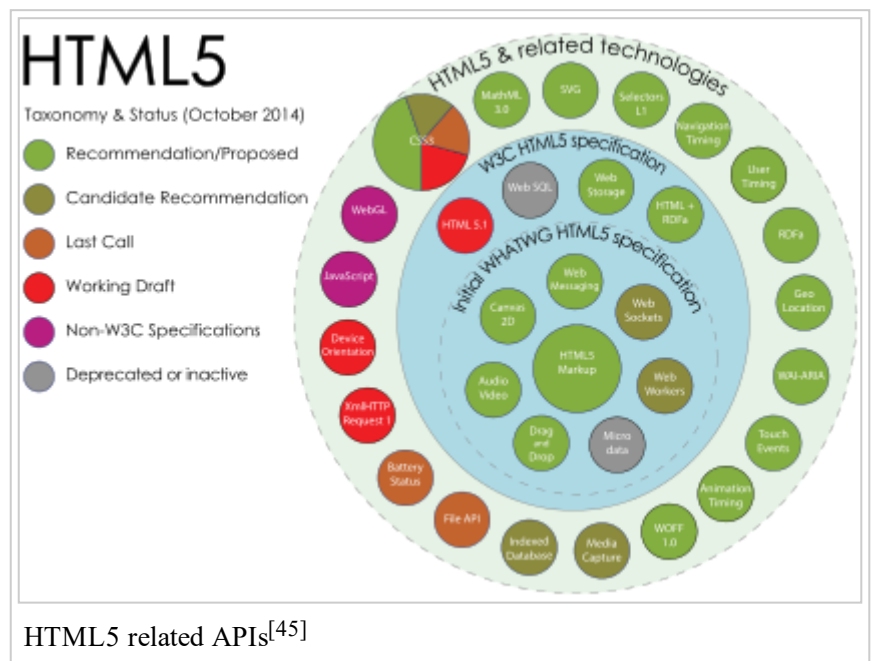 HTML5
Taxonomy & Status (October 2014)
Recommendation/Proposed
Candidate Recommendation
Last Call
Working Draft
Non-W3C Specifications
Deprecated or inactive
HTML5 & related technologies
CSS3
MathML
3.0
SVG
Selectors
L1
Navigation
Timing
User
Timing
RDFa
Geo
Location
WAI-ARIA
Touch
Events
Animation
Timing
WOFF
1.0
Media
Capture
Indexed
Database
File API
Battery
Status
XmlHTTP
Request 1
Device
Orientation
JavaScript
WebGL
W3C HTML5 specification
HTML 5.1
Web SQL
Web
Storage
HTML +
RDFa
Initial WHATWG HTML5 specification
Web
Messaging
Canvas
2D
Web
Sockets
HTML5
Markup
Audio
Video
Web
Workers
Drag
and
Drop
Micro
data
HTML5 related APIs[45]